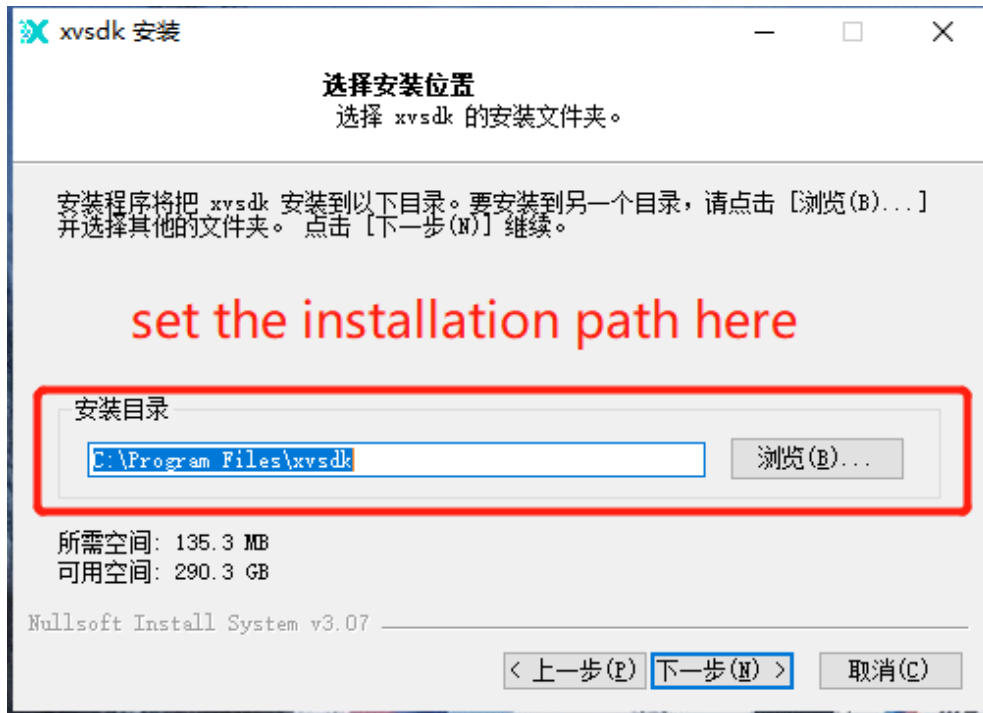 xvsdk 安装
选择安装位置
选择 xvsdk 的安装文件夹。
安装程序将把 xvsdk 安装到以下目录。要安装到另一个目录，请点击 [浏览(B)...]
并选择其他的文件夹。 点击 [下一步(N)] 继续。
set the installation path here
安装目录
C:\Program Files\xvsdk
浏览(B)...
所需空间: 135.3 MB
可用空间: 290.3 GB
Nullsoft Install System v3.07
< 上一步(P) 下一步(N) > 取消(C)